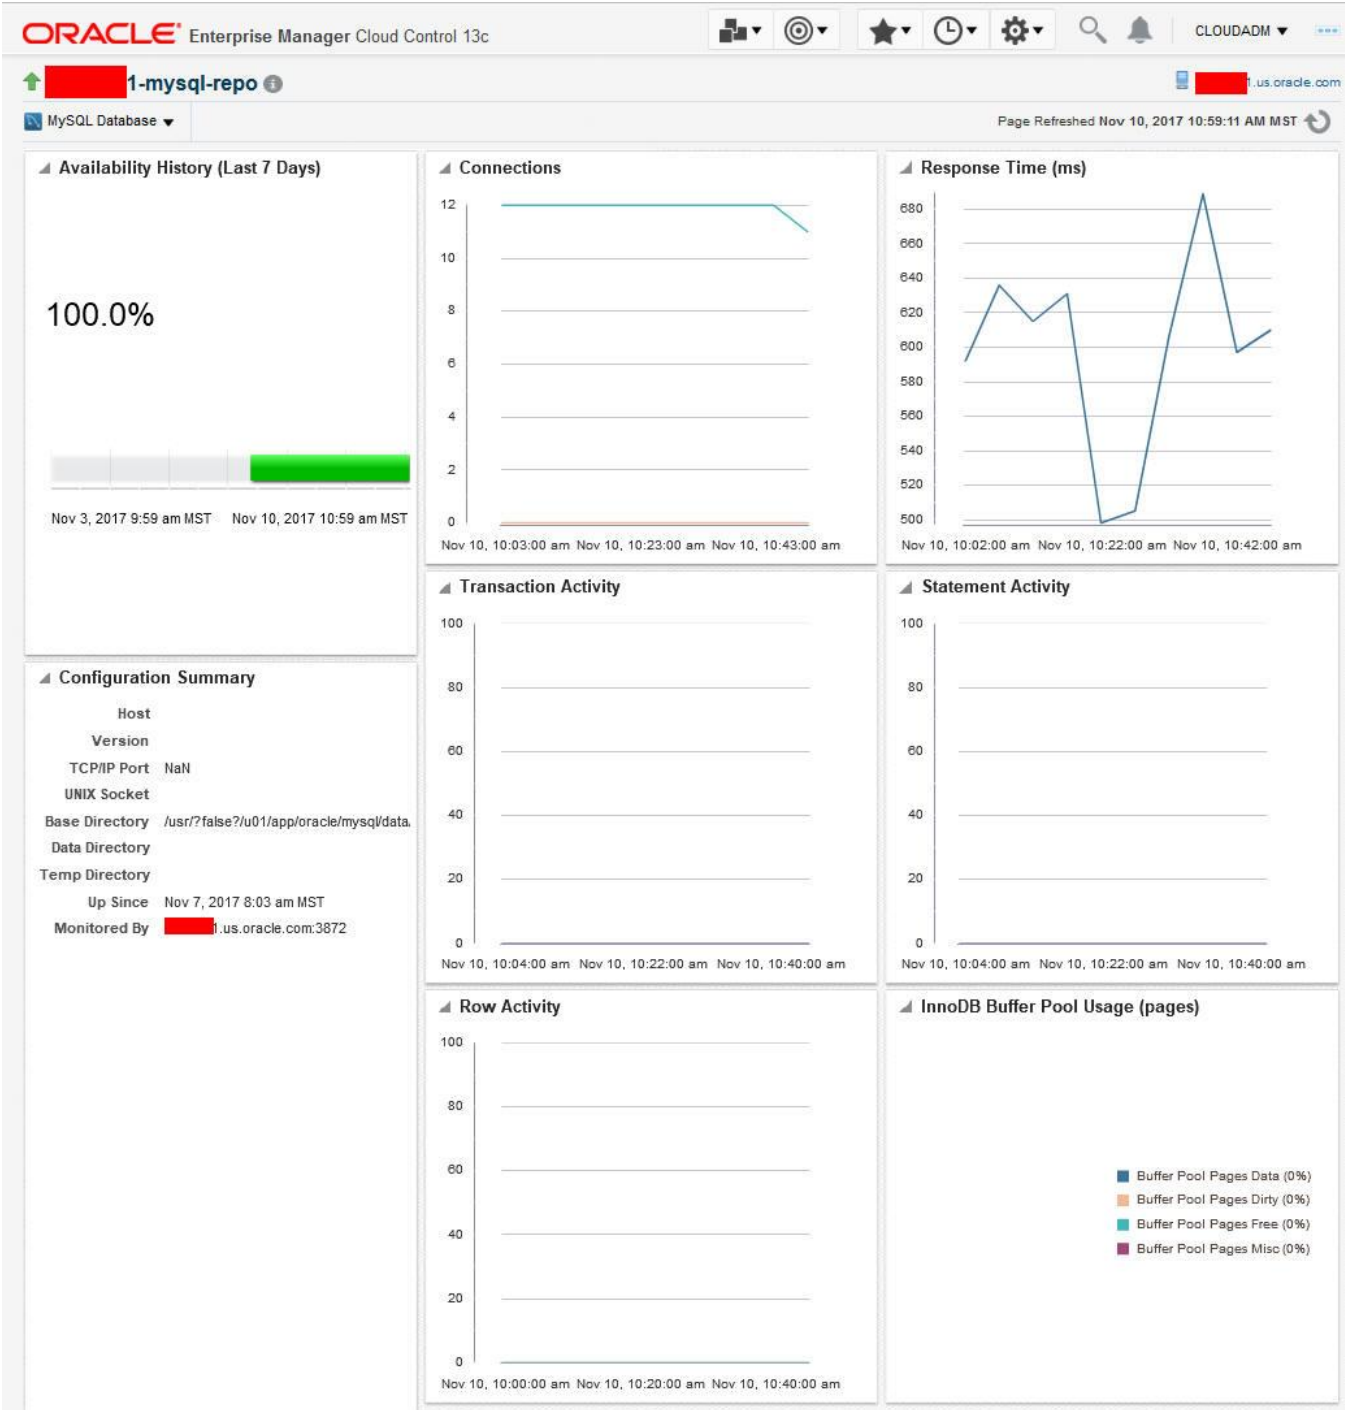 ORACLE Enterprise Manager Cloud Control 13c
CLOUDADM
1-mysql-repo
1.us.oracle.com
MySQL Database
Page Refreshed Nov 10, 2017 10:59:11 AM MST
Availability History (Last 7 Days)
100.0%
Nov 3, 2017 9:59 am MST Nov 10, 2017 10:59 am MST
Configuration Summary
Host
Version
TCP/IP Port NaN
UNIX Socket
Base Directory /usr/?false?/u01/app/oracle/mysql/data.
Data Directory
Temp Directory
Up Since Nov 7, 2017 8:03 am MST
Monitored By 1.us.oracle.com:3872
Connections
12
10
8
6
4
2
0
Nov 10, 10:03:00 am Nov 10, 10:23:00 am Nov 10, 10:43:00 am
Response Time (ms)
680
660
640
620
600
580
560
540
520
500
Nov 10, 10:02:00 am Nov 10, 10:22:00 am Nov 10, 10:42:00 am
Transaction Activity
100
80
60
40
20
0
Nov 10, 10:04:00 am Nov 10, 10:22:00 am Nov 10, 10:40:00 am
Statement Activity
100
80
60
40
20
0
Nov 10, 10:04:00 am Nov 10, 10:22:00 am Nov 10, 10:40:00 am
Row Activity
100
80
60
40
20
0
Nov 10, 10:00:00 am Nov 10, 10:20:00 am Nov 10, 10:40:00 am
InnoDB Buffer Pool Usage (pages)
Buffer Pool Pages Data (0%)
Buffer Pool Pages Dirty (0%)
Buffer Pool Pages Free (0%)
Buffer Pool Pages Misc (0%)